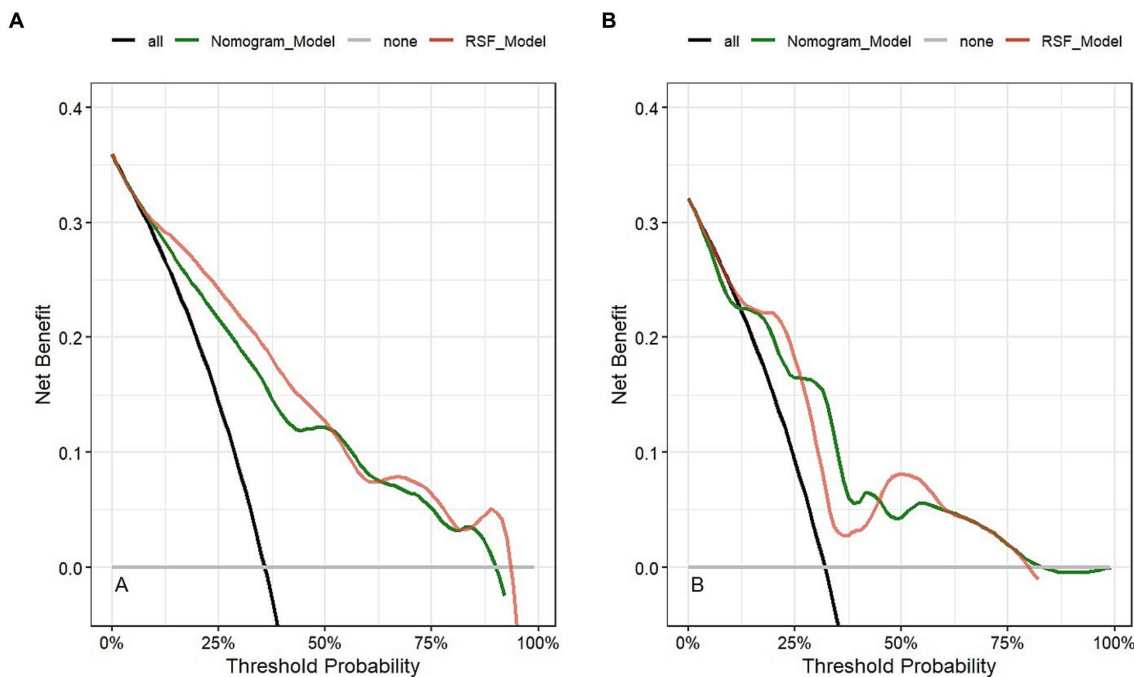 A
all Nomogram_Model none RSF_Model
0.4
0.3
0.2
0.1
0.0
Net Benefit
A
0% 25% 50% 75% 100%
Threshold Probability
B
all Nomogram_Model none RSF_Model
0.4
0.3
0.2
0.1
0.0
Net Benefit
B
0% 25% 50% 75% 100%
Threshold Probability